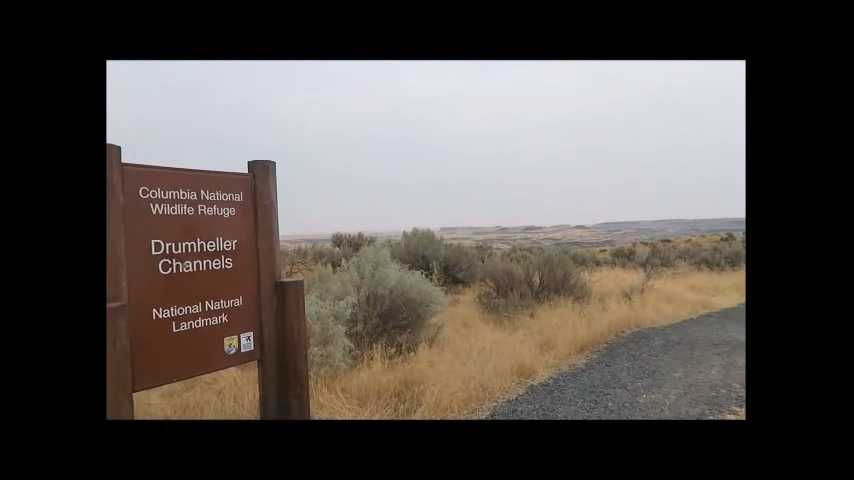 Columbia National
Wildlife Refuge
Drumheller
Channels
National Natural
Landmark